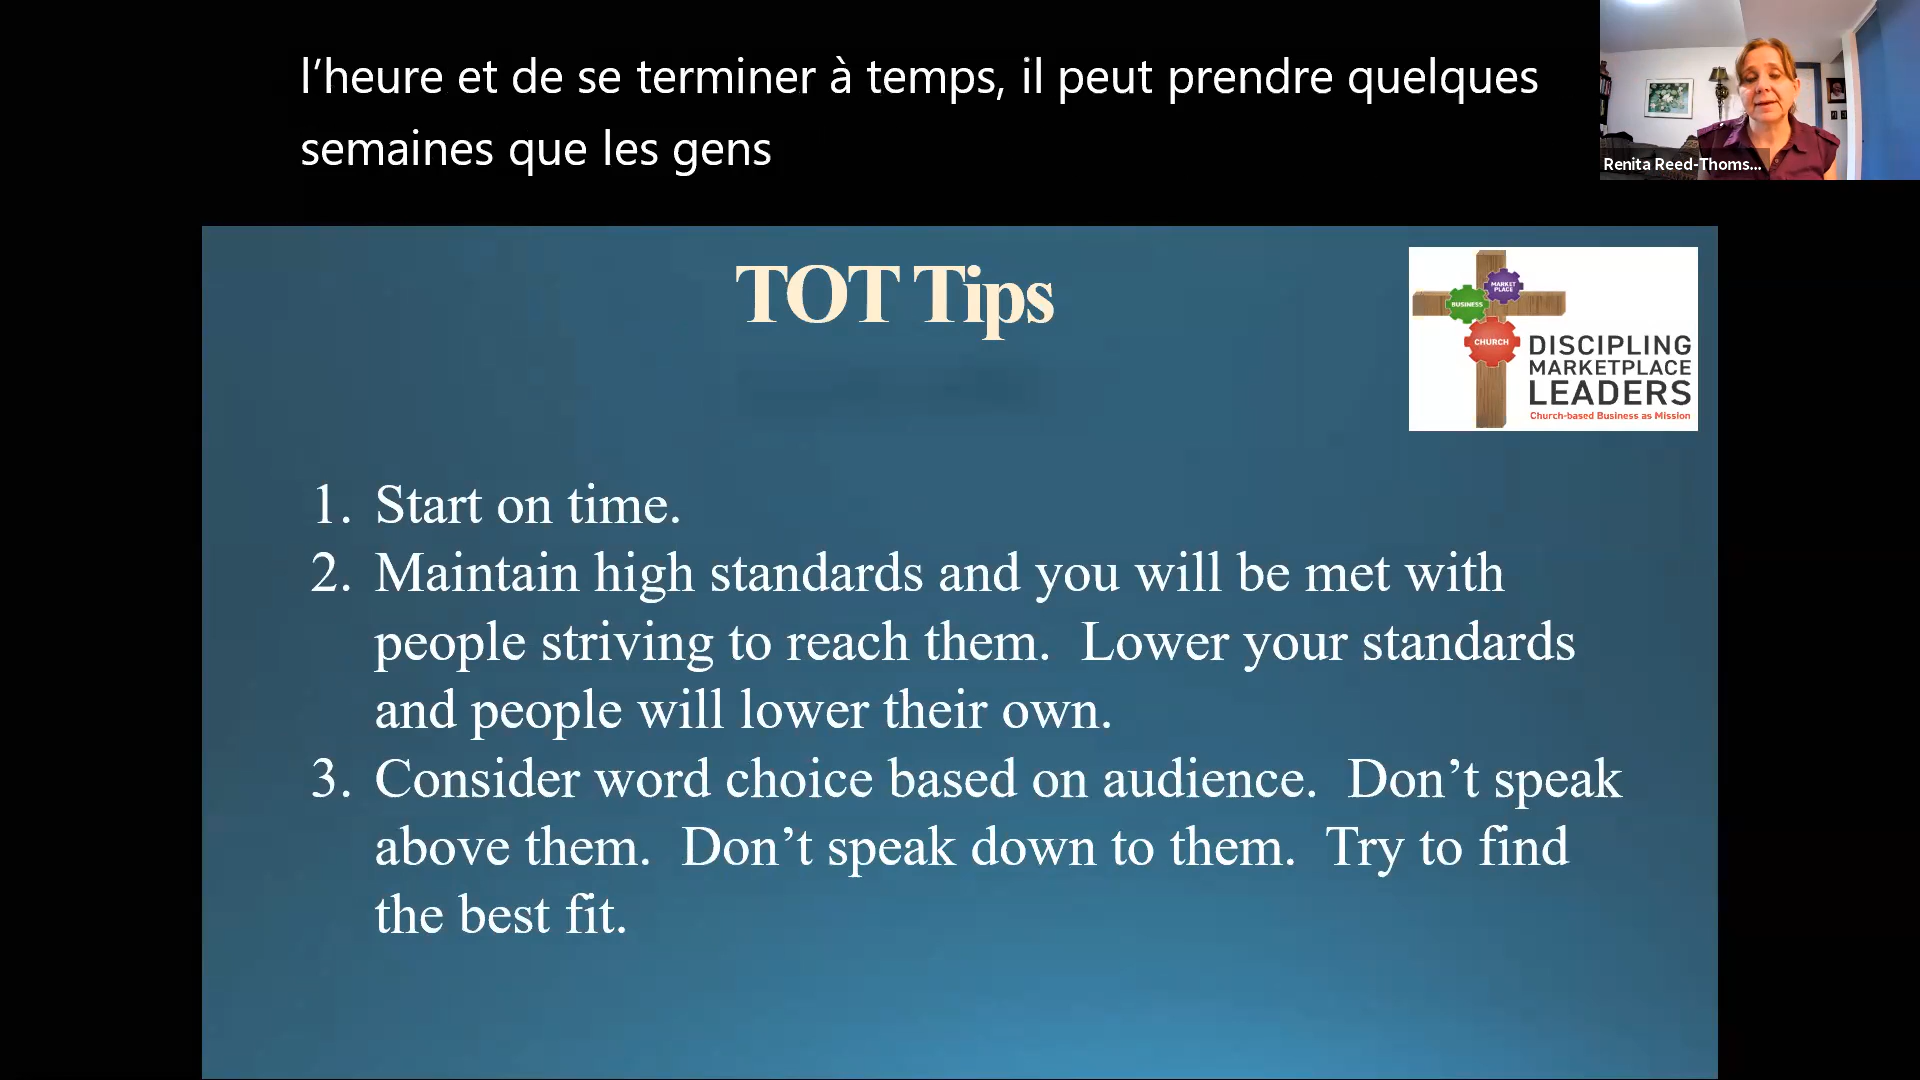 l’heure et de se terminer à temps, il peut prendre quelques
semaines que les gens
Renita Reed-Thoms...
TOT Tips
MARKET
PLACE
BUSINESS
CHURCH
DISCIPLING
MARKETPLACE
LEADERS
Church-based Business as Mission
1. Start on time.
2. Maintain high standards and you will be met with
people striving to reach them. Lower your standards
and people will lower their own.
3. Consider word choice based on audience. Don’t speak
above them. Don’t speak down to them. Try to find
the best fit.